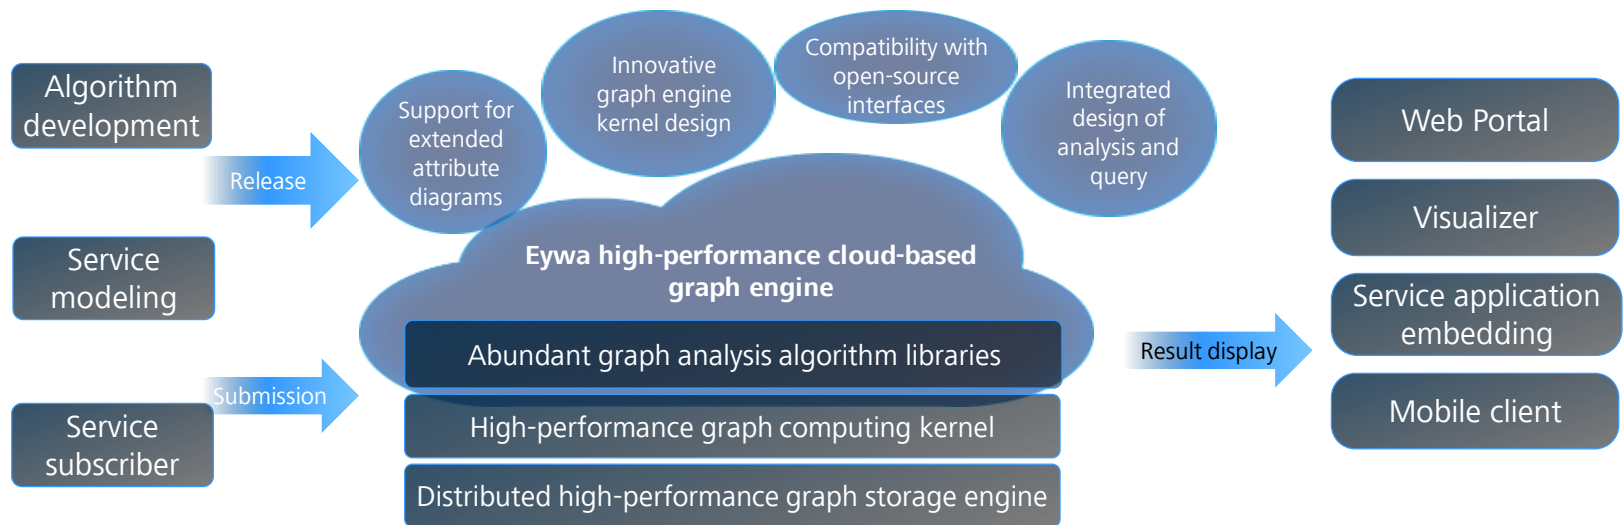 Algorithm
development
Service
modeling
Service
subscriber
Release
Submission
Support for
extended
attribute
diagrams
Innovative
graph engine
kernel design
Compatibility with
open-source
interfaces
Integrated
design of
analysis and
query
Eywa high-performance cloud-based
graph engine
Abundant graph analysis algorithm libraries
High-performance graph computing kernel
Distributed high-performance graph storage engine
Result display
Web Portal
Visualizer
Service application
embedding
Mobile client